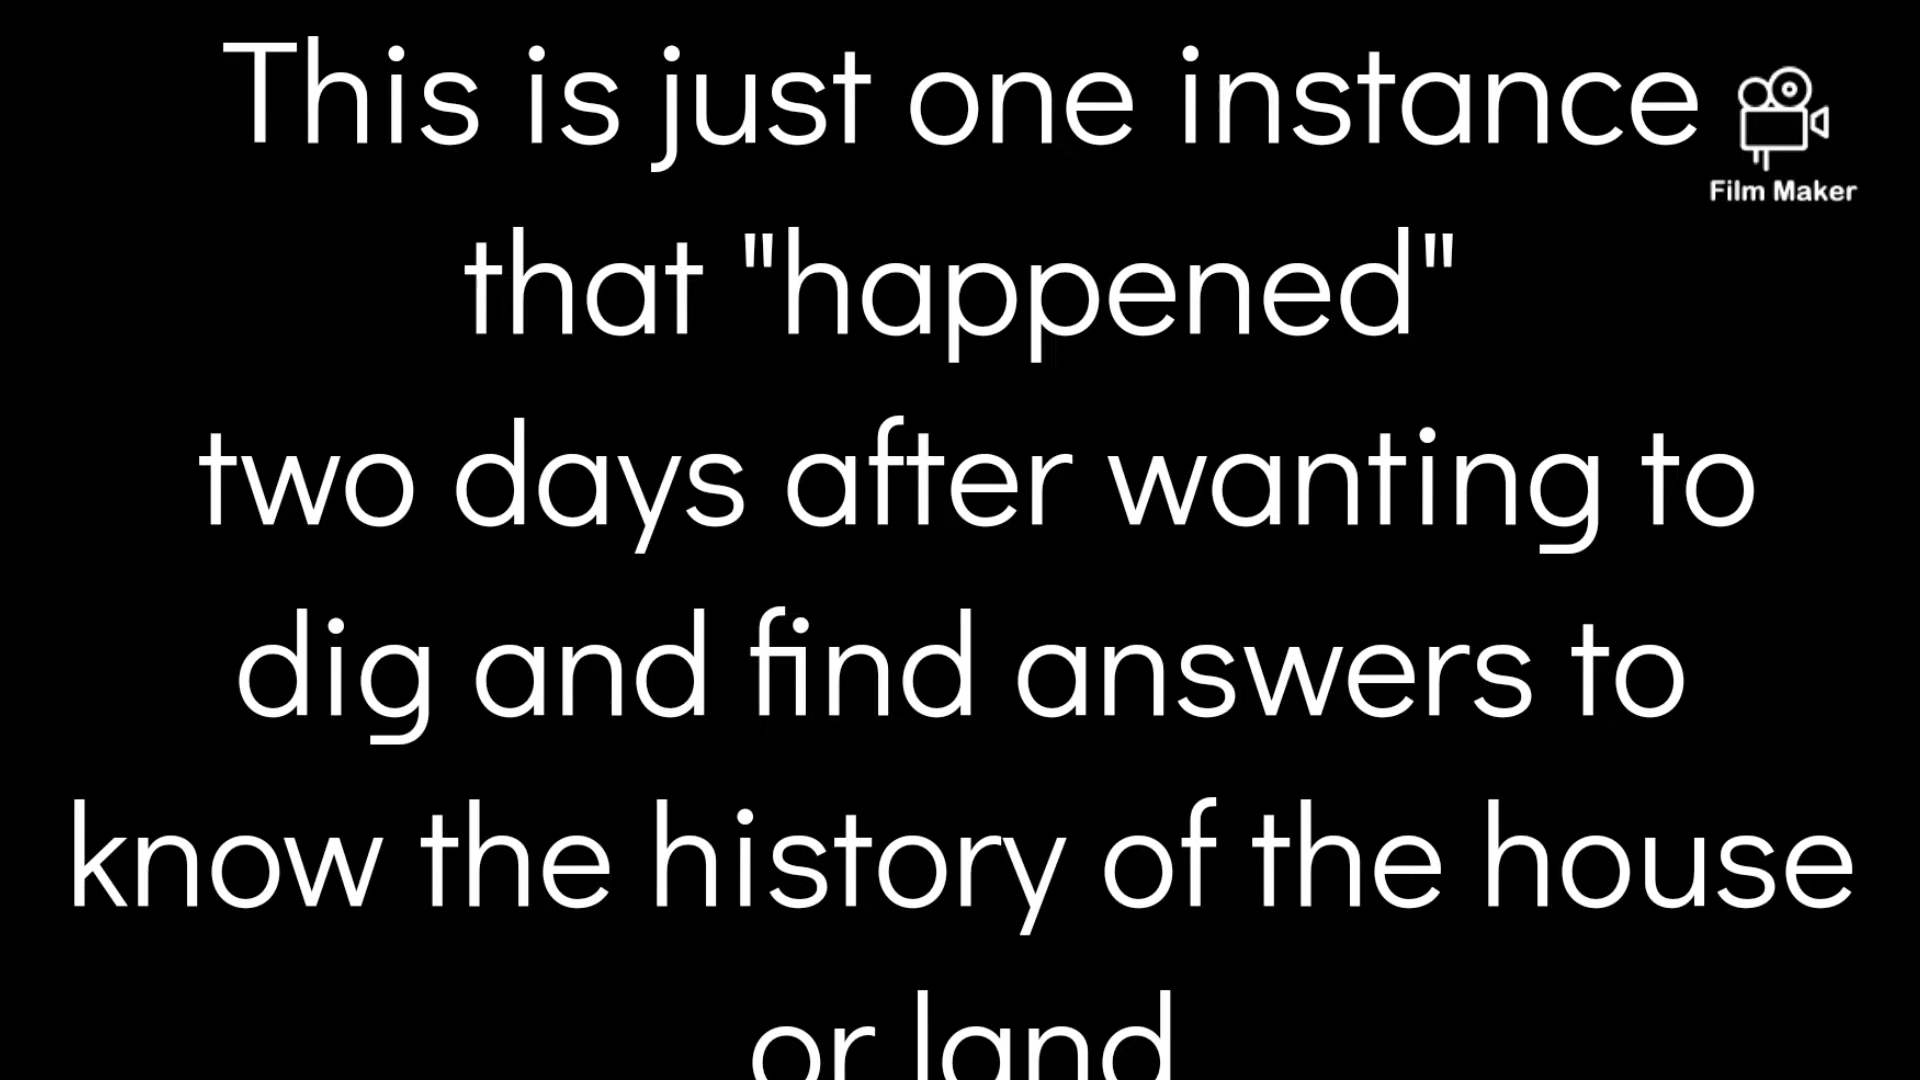 This is just one instance
Film Maker
that "happened"
two days after wanting to
dig and find answers to
know the history of the house
or land